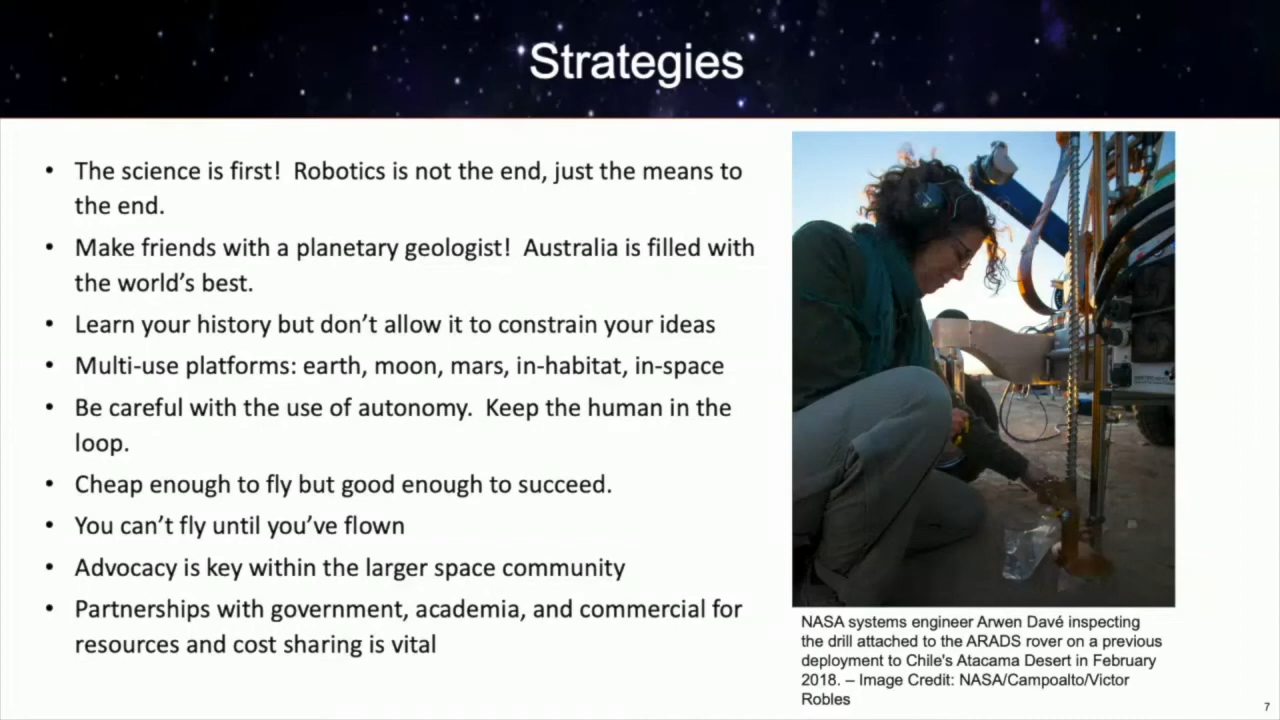 Strategies
• The science is first!  Robotics is not the end, just the means to
the end.
• Make friends with a planetary geologist!  Australia is filled with
the world’s best.
• Learn your history but don’t allow it to constrain your ideas
• Multi-use platforms: earth, moon, mars, in-habitat, in-space
• Be careful with the use of autonomy.  Keep the human in the
loop.
• Cheap enough to fly but good enough to succeed.
• You can’t fly until you’ve flown
• Advocacy is key within the larger space community
• Partnerships with government, academia, and commercial for
resources and cost sharing is vital
NASA systems engineer Arwen Davé inspecting
the drill attached to the ARADS rover on a previous
deployment to Chile's Atacama Desert in February
2018. – Image Credit: NASA/Campoalto/Victor
Robles
7